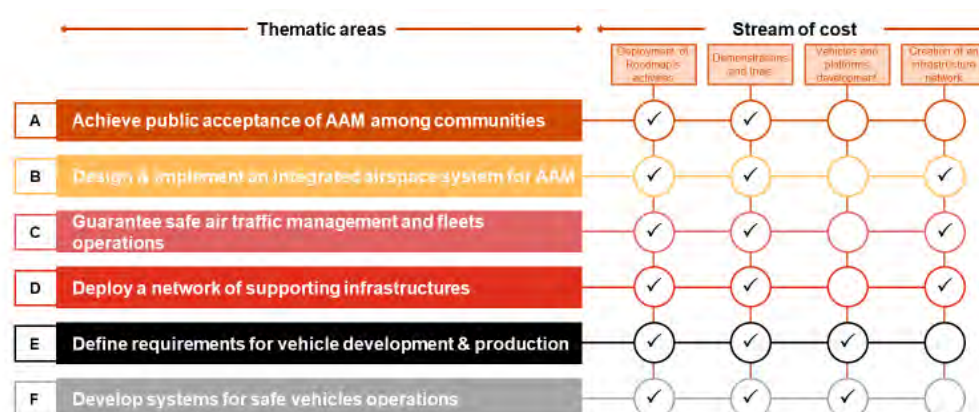 Thematic areas
Stream of cost
Deployment of
Roadmap's
activities
Demonstrations
and trials
Vehicles and
platforms
development
Creation of an
infrastructure
network
A
Achieve public acceptance of AAM among communities
B
Design & implement an integrated airspace system for AAM
C
Guarantee safe air traffic management and fleets
operations
D
Deploy a network of supporting infrastructures
E
Define requirements for vehicle development & production
F
Develop systems for safe vehicles operations